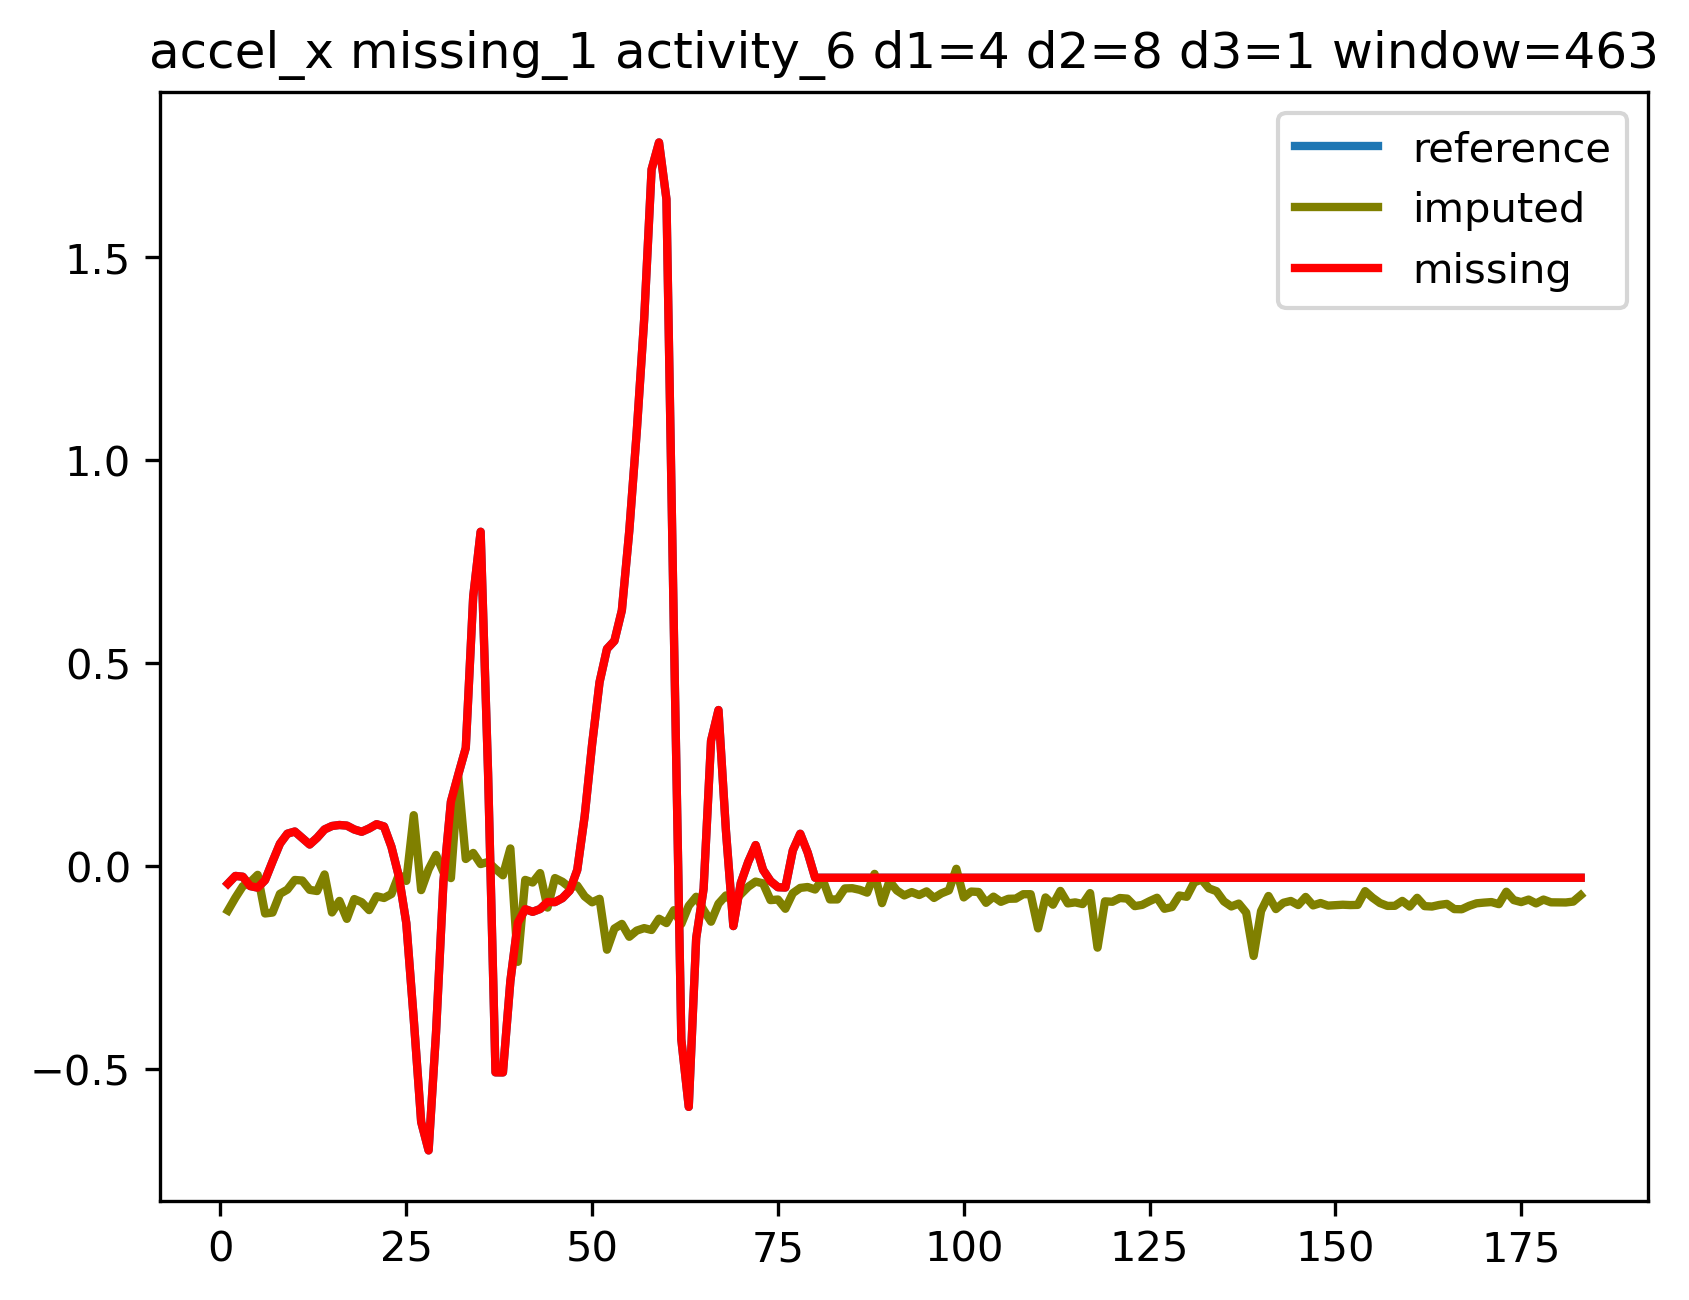 accel_x missing_1 activity_6 d1=4 d2=8 d3=1 window=463
reference
imputed
missing
1.5
1.0
0.5
0.0
−0.5
0 25 50 75 100 125 150 175